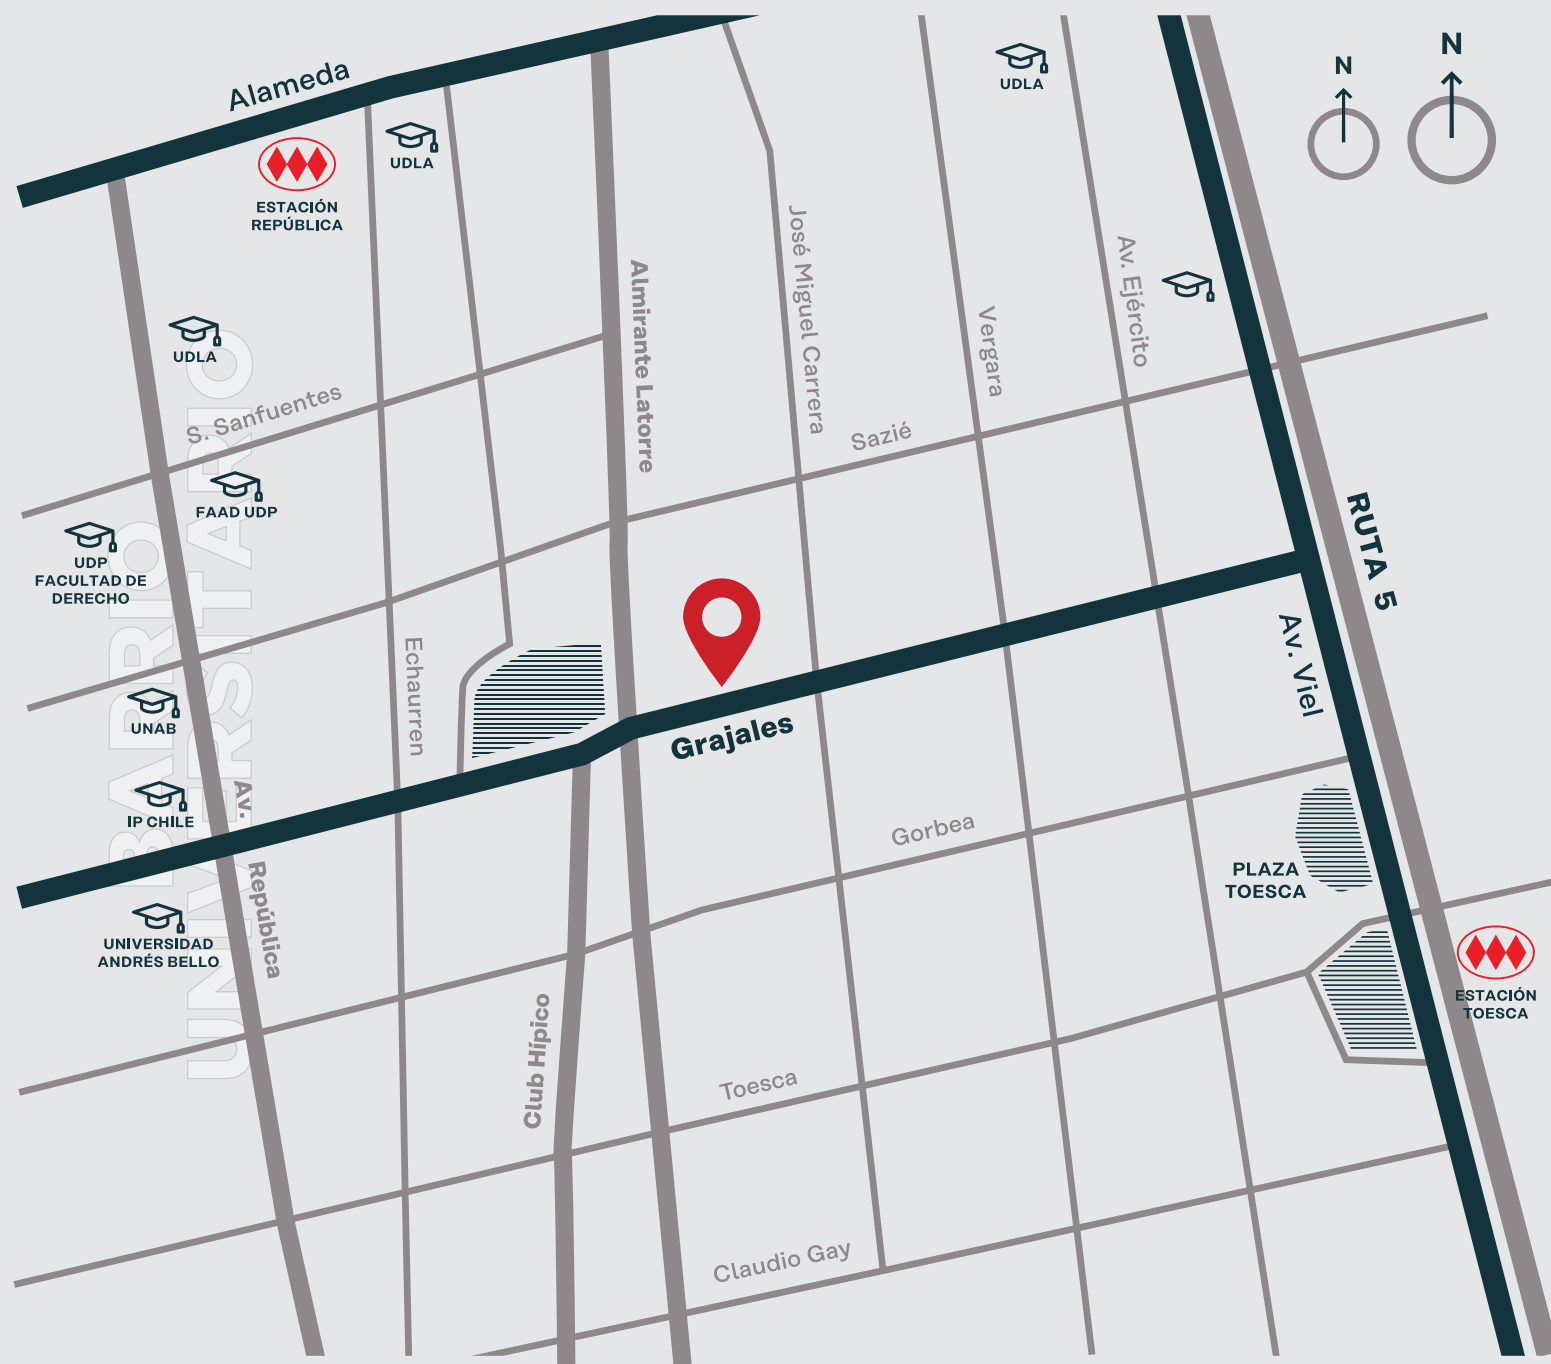 Alameda
UDLA
N
N
UDLA
ESTACIÓN
REPÚBLICA
José Miguel Carrera
Av. Ejército
Almirante Latorre
Vergara
UDLA
S. Sanfuentes
Sazié
FAAD UDP
RUTA 5
UDP
FACULTAD DE
DERECHO
BARRIO
UNIVERSITARIO
Echaurren
Av. Viel
UNAB
Grajales
IP CHILE
Av. República
Gorbea
PLAZA
TOESCA
UNIVERSIDAD
ANDRÉS BELLO
ESTACIÓN
TOESCA
Club Hípico
Toesca
Claudio Gay